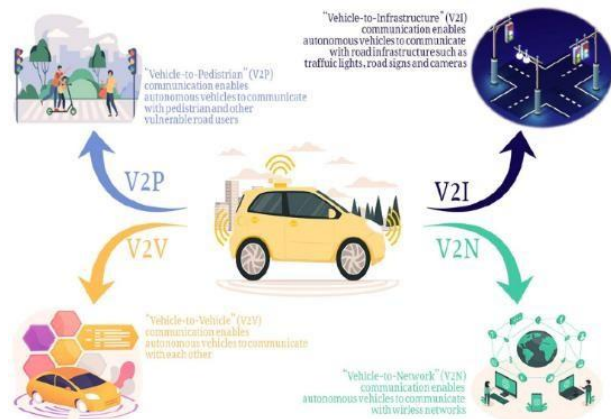 "Vehicle-to-Infrastructure" (V2I)
communication enables
autonomous vehicles to communicate
with road infrastructure such as
traffuic lights, road signs and cameras
"Vehicle-to-Pedistrian" (V2P)
communication enables
autonomous vehicles to communicate
with pedistrian and other
vulnerable road users
V2P
V2I
V2V
V2N
"Vehicle-to-Vehicle" (V2V)
communication enables
autonomous vehicles to communicate
with each other
"Vehicle-to-Network" (V2N)
communication enables
autonomous vehicles to communicate
with wirless networks